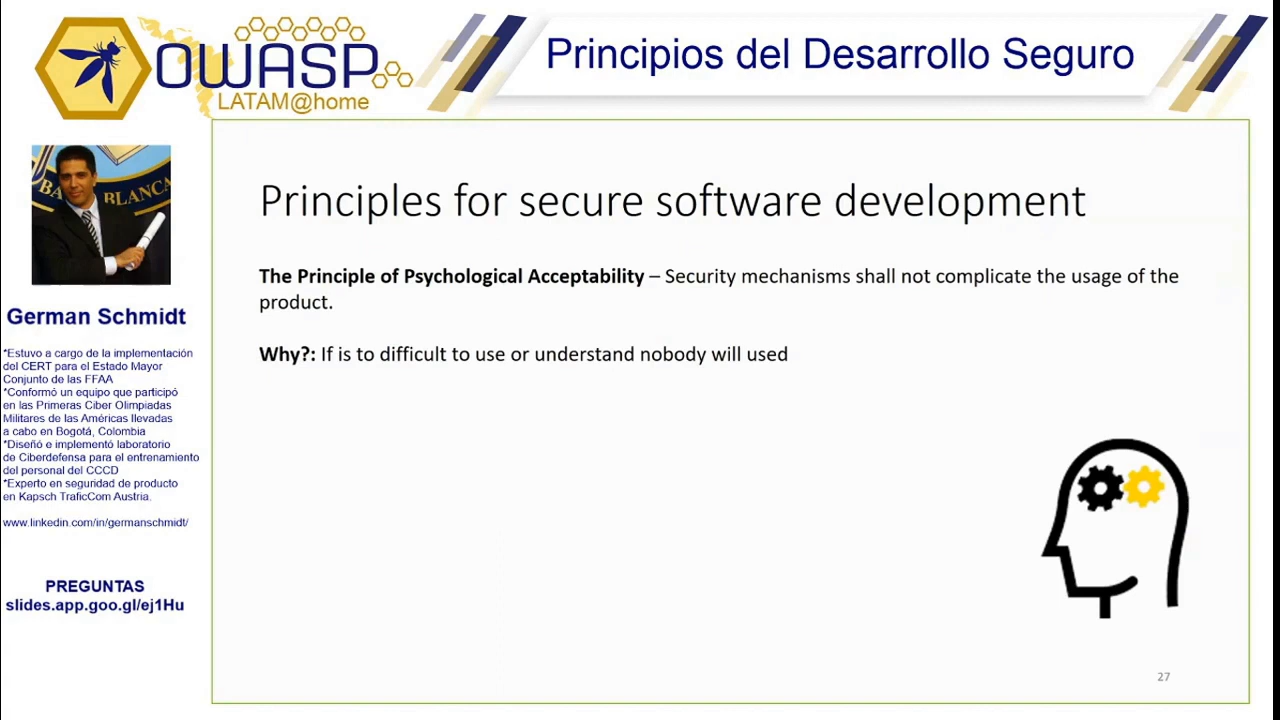 OWASP
LATAM@home
Principios del Desarrollo Seguro
BA BLANCA
German Schmidt
*Estuvo a cargo de la implementación
del CERT para el Estado Mayor
Conjunto de las FFAA
*Conformó un equipo que participó
en las Primeras Ciber Olimpiadas
Militares de las Américas llevadas
a cabo en Bogotá, Colombia
*Diseñó e implementó laboratorio
de Ciberdefensa para el entrenamiento
del personal del CCCD
*Experto en seguridad de producto
en Kapsch TraficCom Austria.
www.linkedin.com/in/germanschmidt/
PREGUNTAS
slides.app.goo.gl/ej1Hu
Principles for secure software development
The Principle of Psychological Acceptability – Security mechanisms shall not complicate the usage of the
product.
Why?: If is to difficult to use or understand nobody will used
27